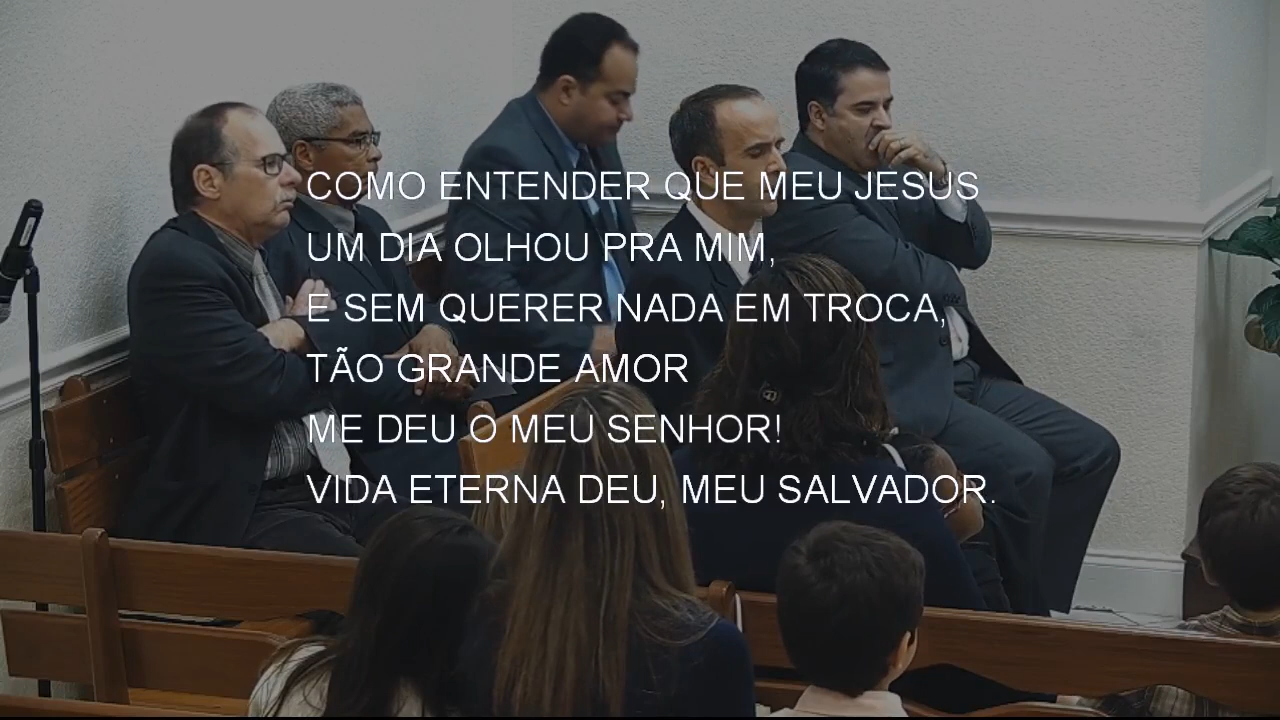 COMO ENTENDER QUE MEU JESUS
UM DIA OLHOU PRA MIM,
E SEM QUERER NADA EM TROCA,
TÃO GRANDE AMOR
ME DEU O MEU SENHOR!
VIDA ETERNA DEU, MEU SALVADOR.